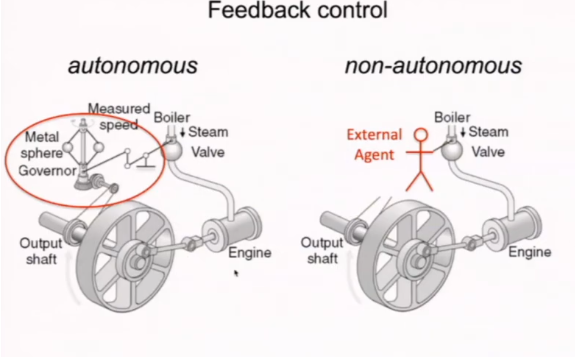 Feedback control
autonomous
non-autonomous
Measured
speed
Boiler
Steam
Metal
sphere
Valve
Governor
Output
shaft
Engine
Boiler
Steam
External
Agent
Valve
Output
shaft
Engine